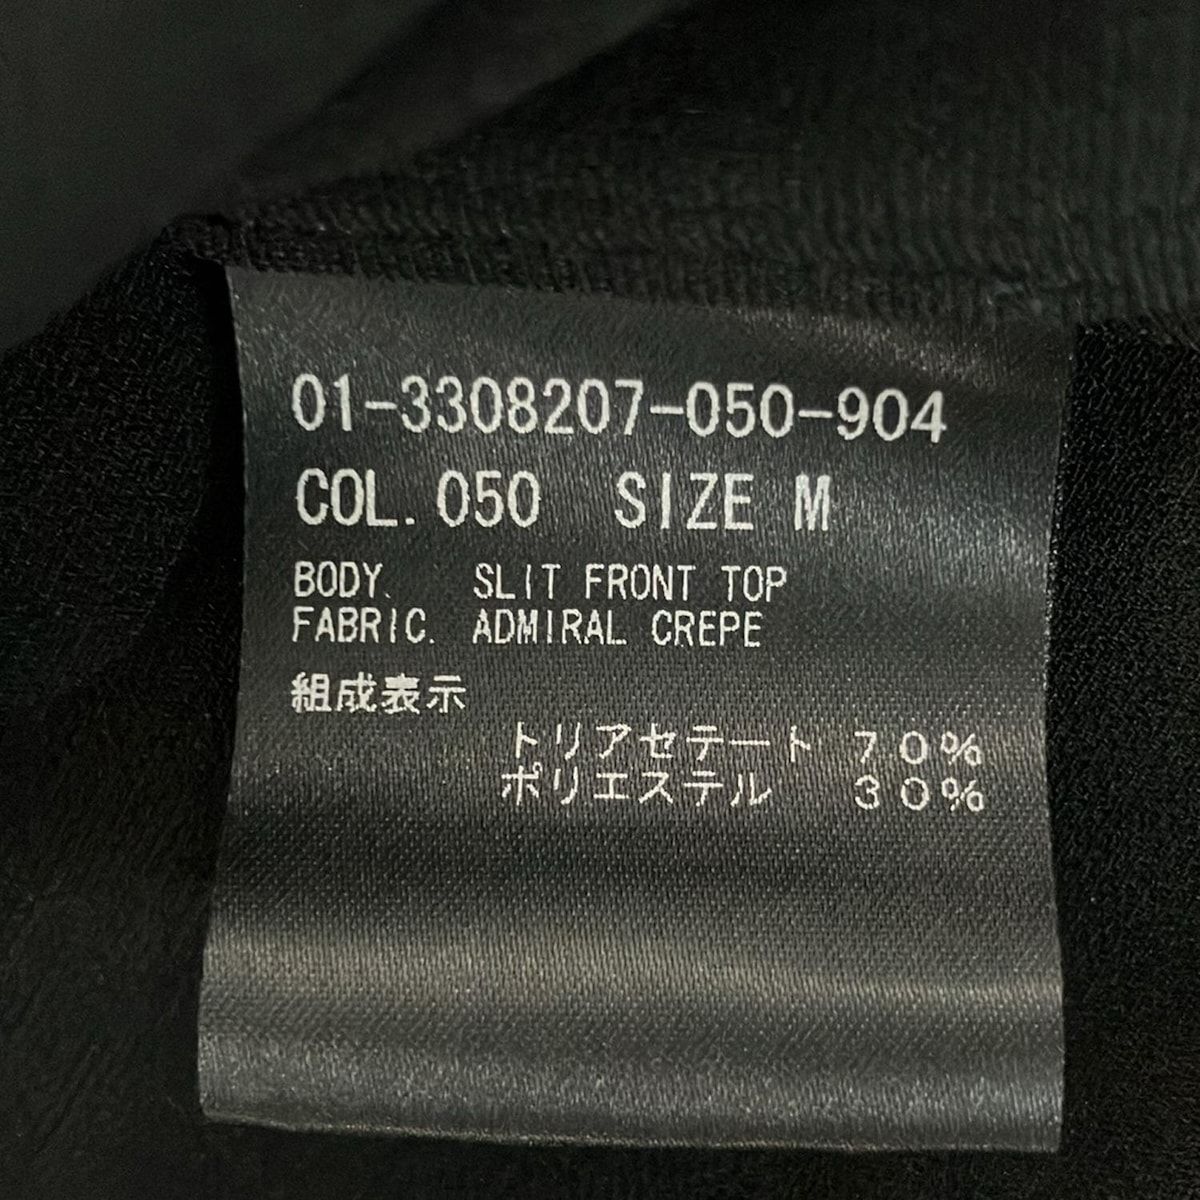 01-3308207-050-904
COL. 050 SIZE M
BODY. SLIT FRONT TOP
FABRIC. ADMIRAL CREPE
組成表示
トリアセテート 70%
ポリエステル 30%